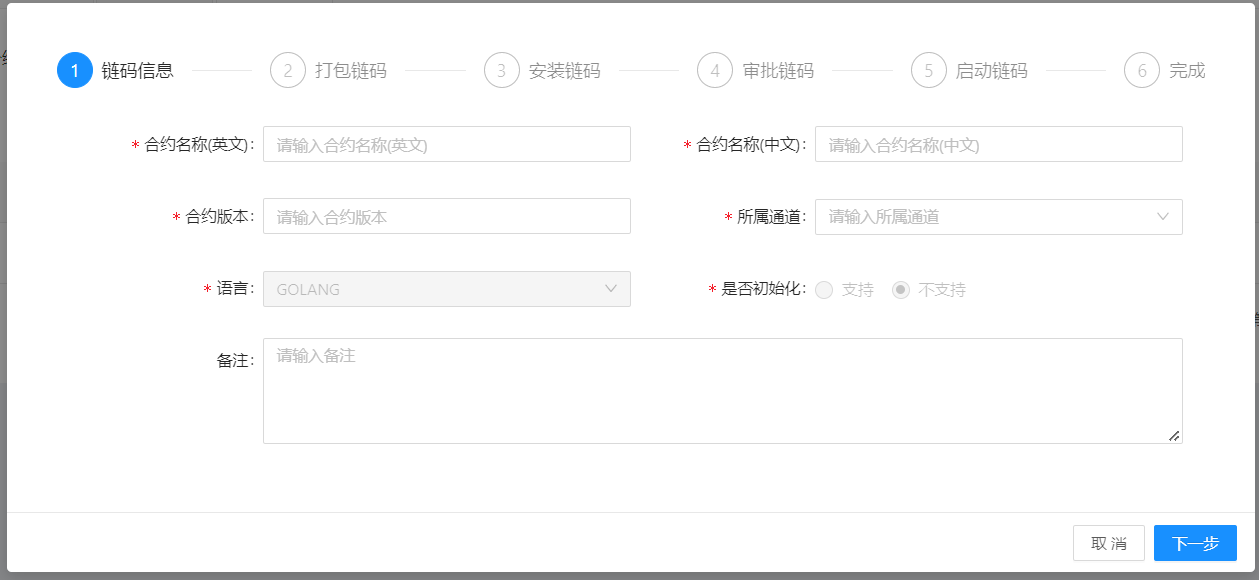 1 链码信息 2 打包链码 3 安装链码 4 审批链码 5 启动链码 6 完成
* 合约名称(英文): 请输入合约名称(英文) * 合约名称(中文): 请输入合约名称(中文)
* 合约版本: 请输入合约版本 * 所属通道: 请输入所属通道
* 语言: GOLANG * 是否初始化: 支持 不支持
备注: 请输入备注
取 消 下一步